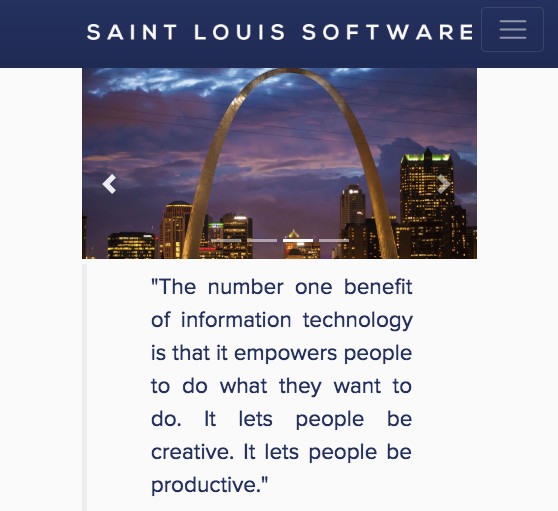 SAINT LOUIS SOFTWARE
"The number one benefit
of information technology
is that it empowers people
to do what they want to
do. It lets people be
creative. It lets people be
productive."